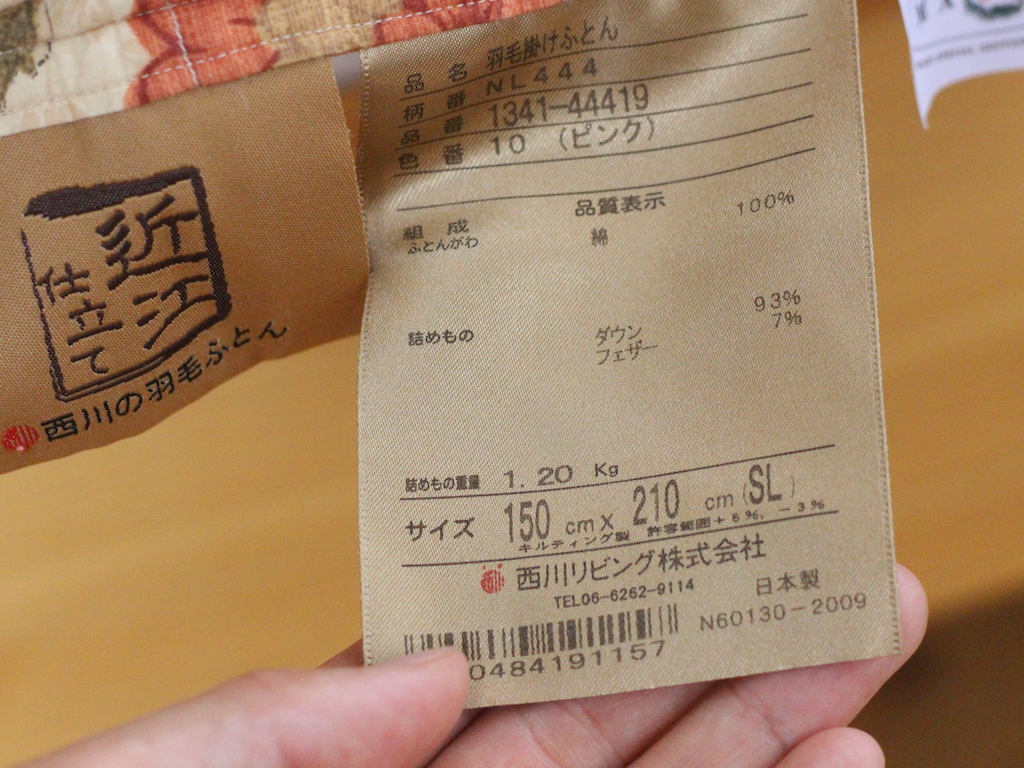 近江
仕立て
西川の羽毛ふとん
品名 羽毛掛けふとん
柄番 NL444
品番 1341-44419
色番 10 (ピンク)
品質表示
組成
ふとんがわ 綿 100%
詰めもの ダウン 93%
フェザー 7%
詰めもの重量 1.20 Kg
サイズ 150 cm x 210 cm (SL)
キルティング製 許容範囲+5%, -3%
西川リビング株式会社
TEL06-6262-9114
日本製
N60130-2009
0484191157